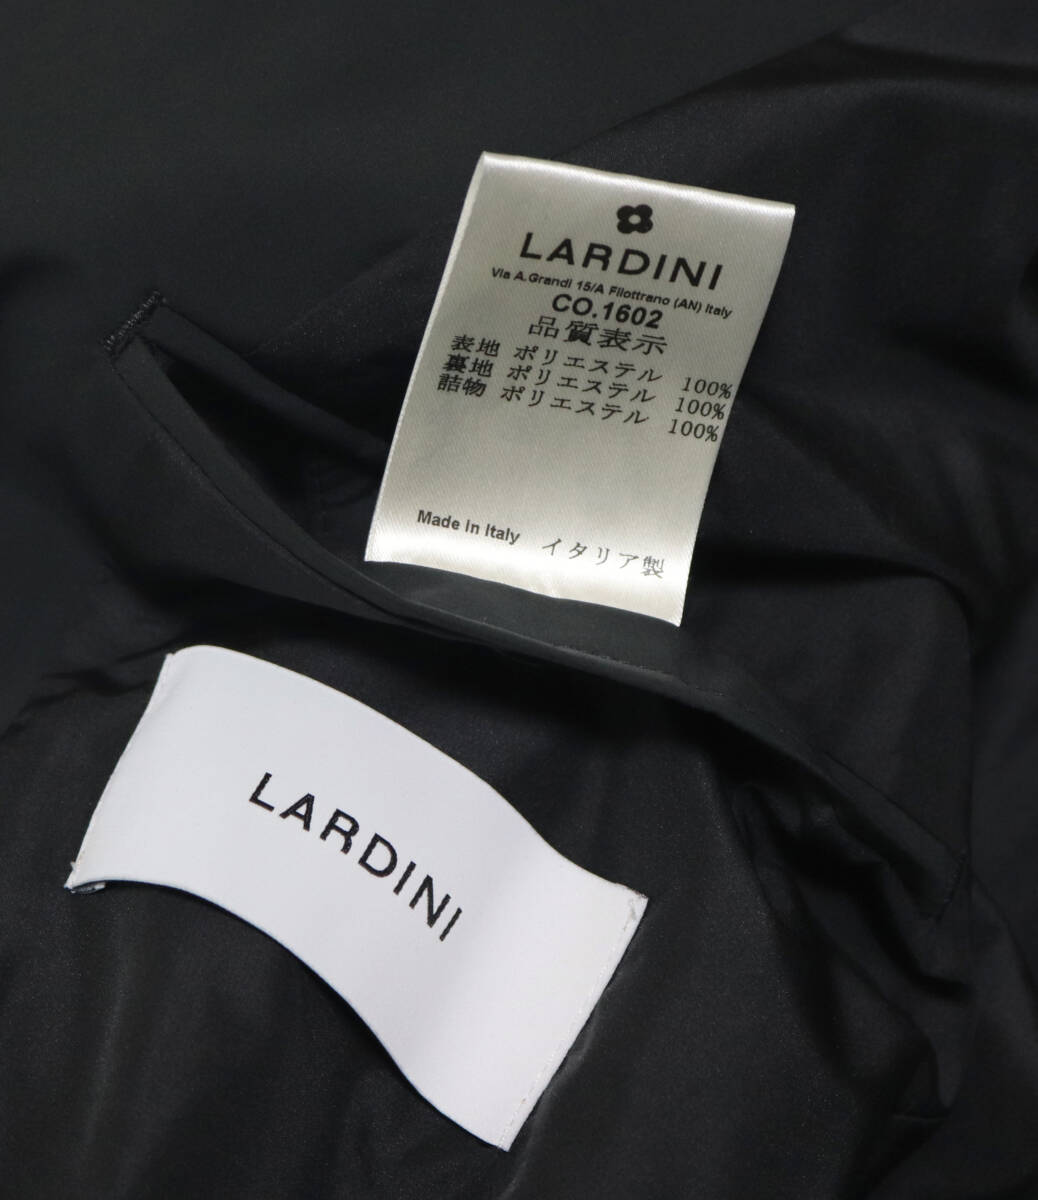 LARDINI
Via A.Grandi 15/A Filottrano (AN) Italy
CO.1602
品質表示
表地 ポリエステル 100%
裏地 ポリエステル 100%
詰物 ポリエステル 100%
Made in Italy イタリア製
LARDINI